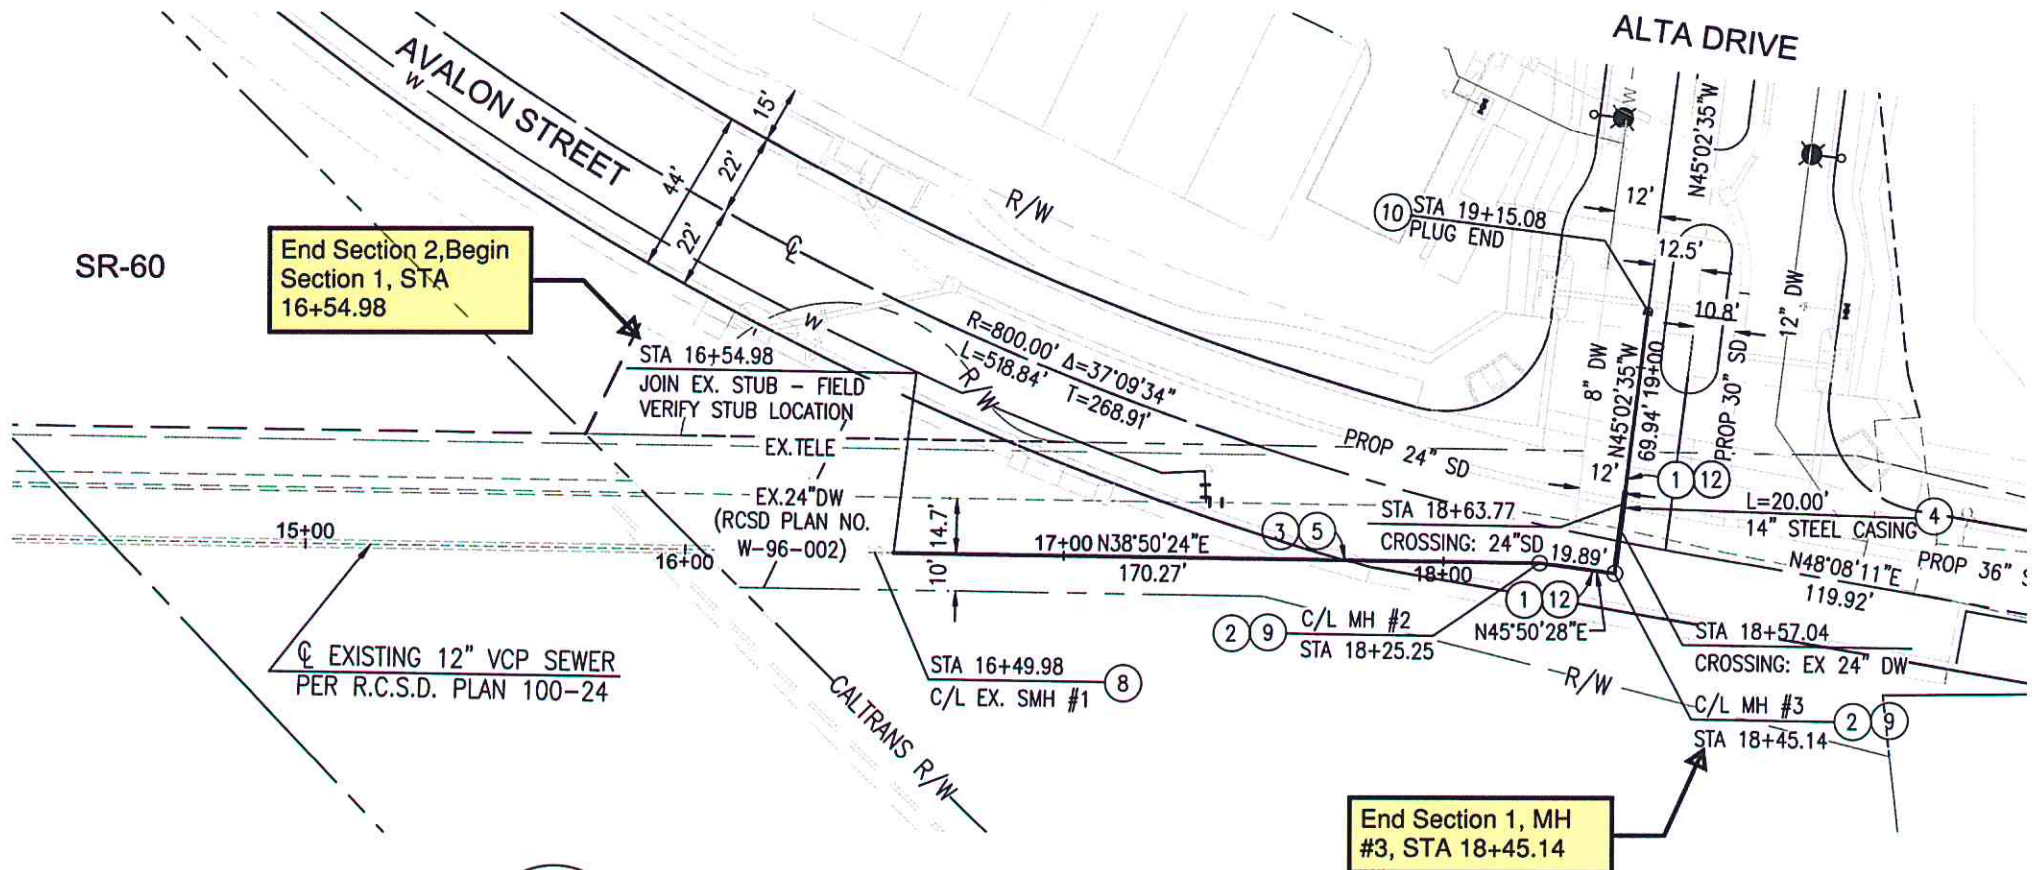 ALTA DRIVE
AVALON STREET
W
15'
44'
22'
22'
R/W
W
N45°02'35"W
12'
10 STA 19+15.08
PLUG END
12.5'
SR-60
End Section 2,Begin
Section 1, STA
16+54.98
℄
10.8'
12" DW
W
R=800.00' Δ=37°09'34"
L=518.84' T=268.91'
R/W
STA 16+54.98
JOIN EX. STUB - FIELD
VERIFY STUB LOCATION
8" DW
N45°02'35"W
69.94' 19+00
PROP 30" SD
EX.TELE
PROP 24" SD
12'
1 12
EX.24"DW
(RCSD PLAN NO.
W-96-002)
14.7'
10'
15+00
16+00
17+00 N38°50'24"E
170.27'
18+00
3 5
STA 18+63.77
CROSSING: 24"SD
19.89'
L=20.00'
14" STEEL CASING
4
N48°08'11"E
119.92'
PROP 36" S
1 12
N45°50'28"E
2 9
C/L MH #2
STA 18+25.25
STA 18+57.04
CROSSING: EX 24" DW
℄ EXISTING 12" VCP SEWER
PER R.C.S.D. PLAN 100-24
STA 16+49.98
C/L EX. SMH #1
8
R/W
CALTRANS R/W
C/L MH #3
STA 18+45.14
2 9
End Section 1, MH
#3, STA 18+45.14